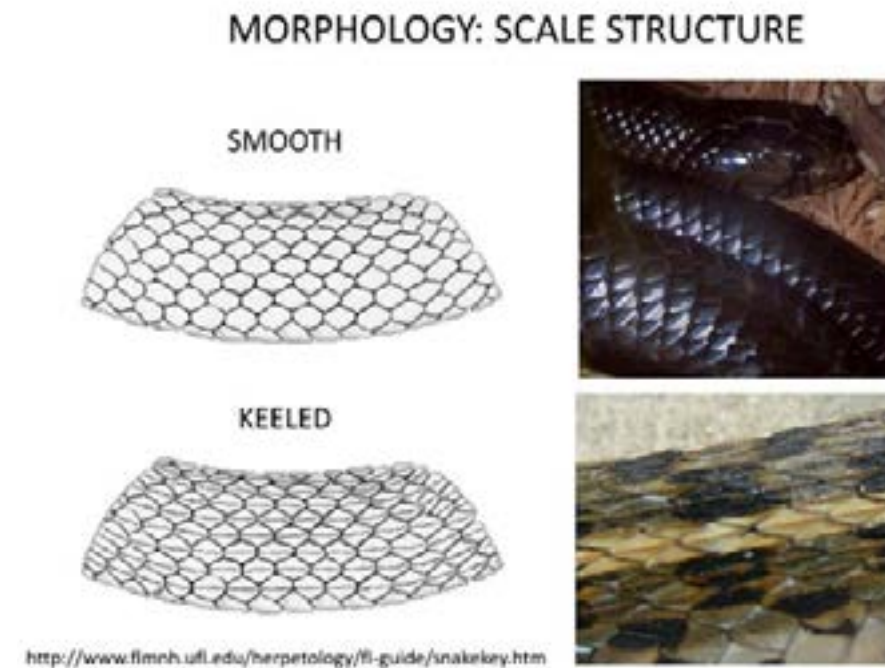 MORPHOLOGY: SCALE STRUCTURE
SMOOTH
KEELED
http://www.flmnh.ufl.edu/herpetology/fl-guide/snakekey.htm